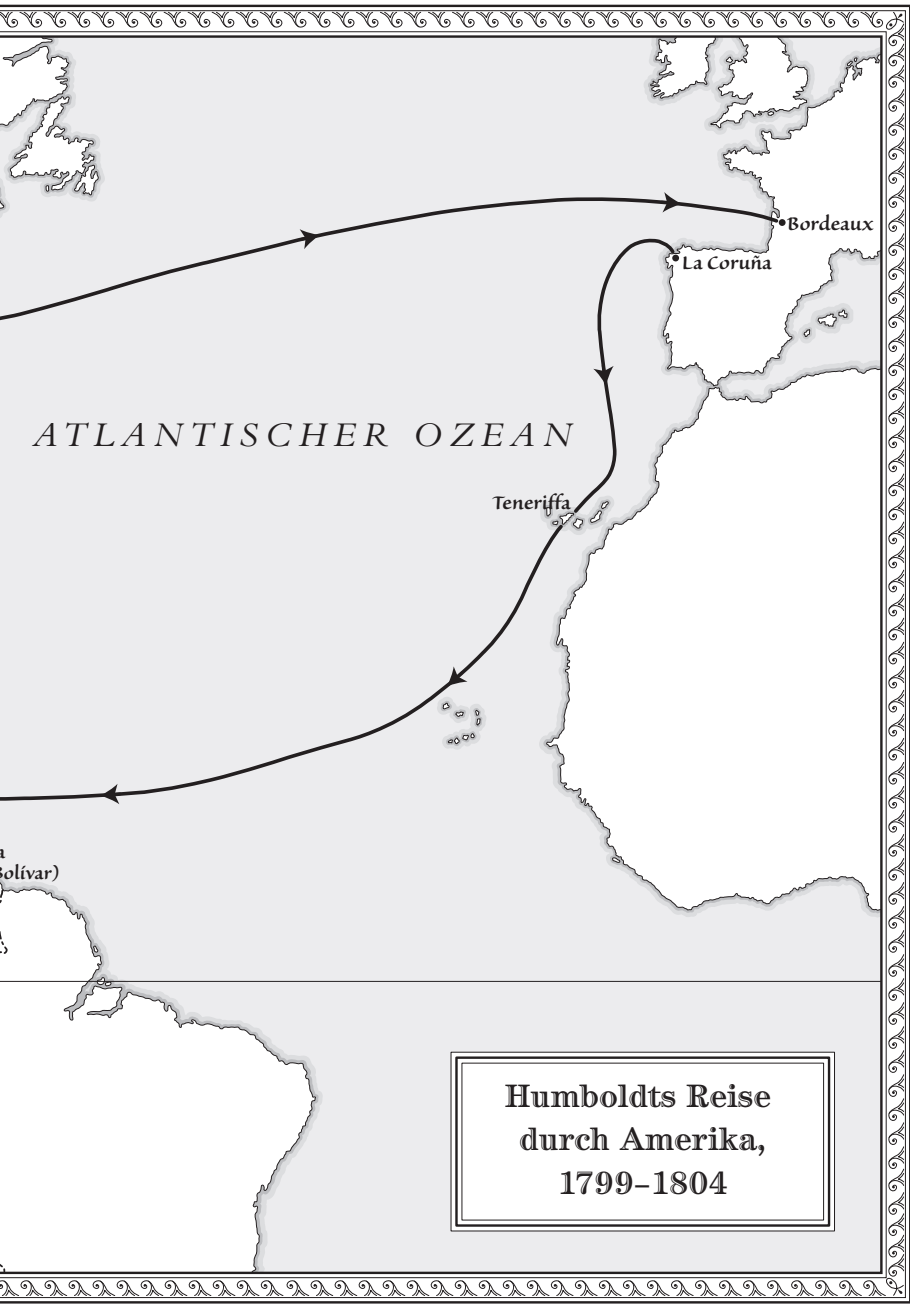 Bordeaux
La Coruña
ATLANTISCHER OZEAN
Teneriffa
a
Bolívar)
Humboldts Reise
durch Amerika,
1799–1804